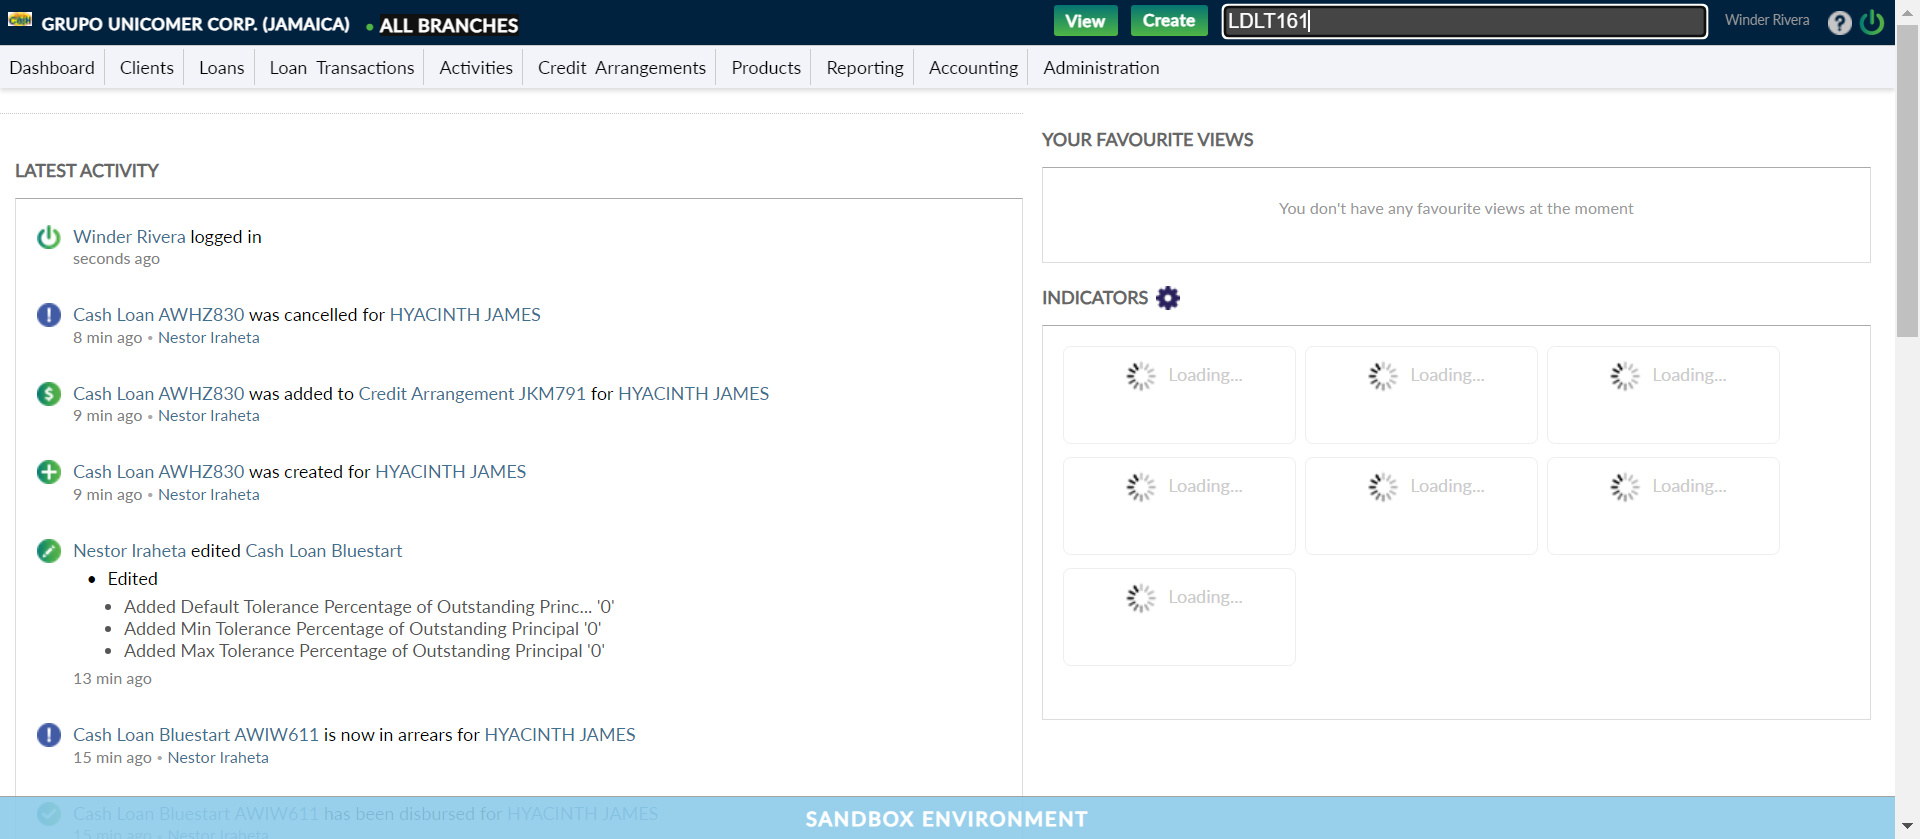 GRUPO UNICOMER CORP. (JAMAICA) • ALL BRANCHES
View Create LDLT161 Winder Rivera ?
Dashboard Clients Loans Loan Transactions Activities Credit Arrangements Products Reporting Accounting Administration
LATEST ACTIVITY
Winder Rivera logged in
seconds ago
Cash Loan AWHZ830 was cancelled for HYACINTH JAMES
8 min ago • Nestor Iraheta
Cash Loan AWHZ830 was added to Credit Arrangement JKM791 for HYACINTH JAMES
9 min ago • Nestor Iraheta
Cash Loan AWHZ830 was created for HYACINTH JAMES
9 min ago • Nestor Iraheta
Nestor Iraheta edited Cash Loan Bluestart
• Edited
• Added Default Tolerance Percentage of Outstanding Princ... '0'
• Added Min Tolerance Percentage of Outstanding Principal '0'
• Added Max Tolerance Percentage of Outstanding Principal '0'
13 min ago
Cash Loan Bluestart AWIW611 is now in arrears for HYACINTH JAMES
15 min ago • Nestor Iraheta
Cash Loan Bluestart AWIW611 has been disbursed for HYACINTH JAMES
15 min ago • Nestor Iraheta
YOUR FAVOURITE VIEWS
You don't have any favourite views at the moment
INDICATORS
Loading... Loading... Loading...
Loading... Loading... Loading...
Loading...
SANDBOX ENVIRONMENT